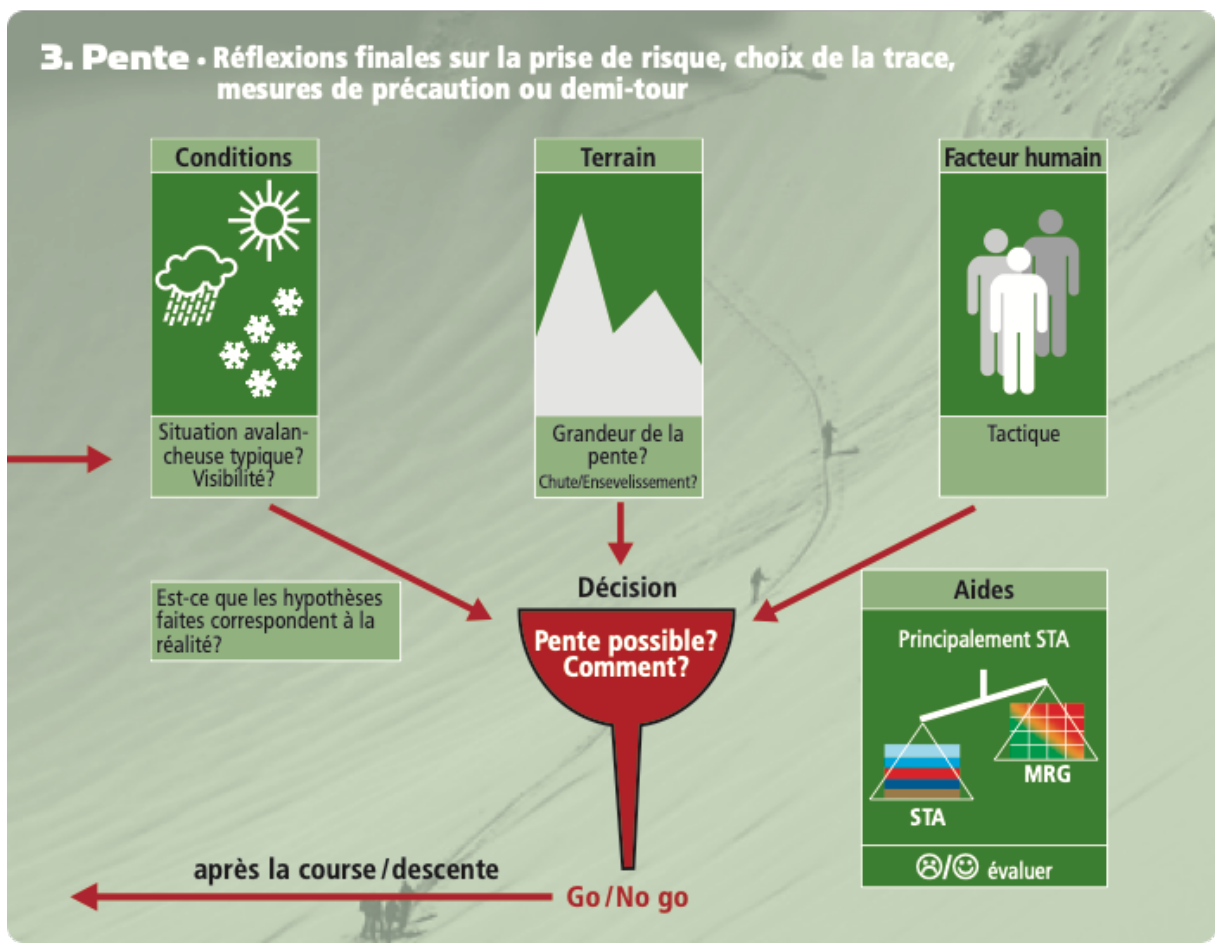 3. Pente • Réflexions finales sur la prise de risque, choix de la trace,
mesures de précaution ou demi-tour
Conditions
Situation avalan-
cheuse typique?
Visibilité?
Terrain
Grandeur de la
pente?
Chute/Ensevelissement?
Facteur humain
Tactique
Est-ce que les hypothèses
faites correspondent à la
réalité?
Décision
Pente possible?
Comment?
Aides
Principalement STA
MRG
STA
☹/☺ évaluer
après la course/descente
Go/No go